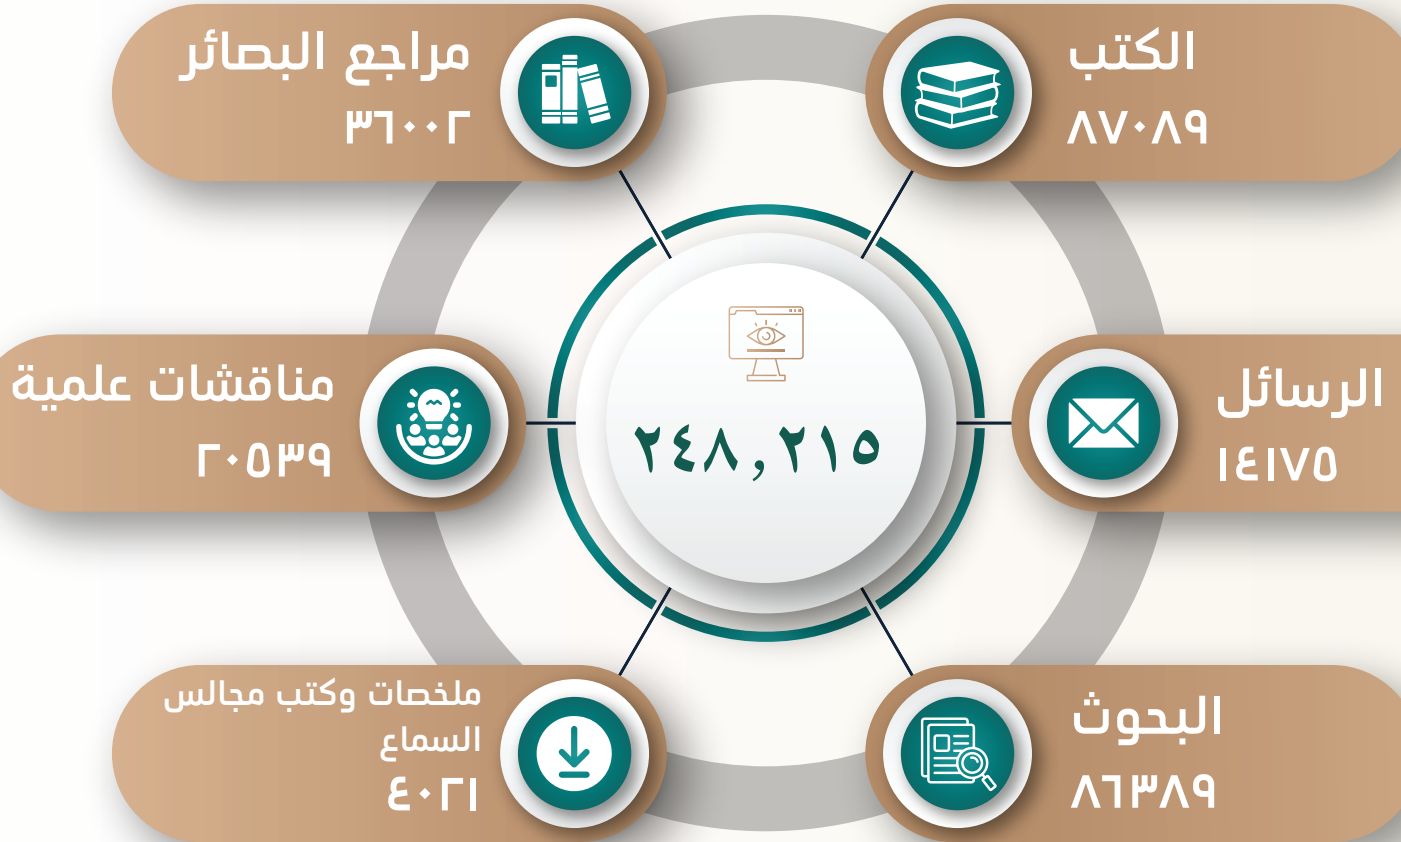 الكتب
٨٧٠٨٩
مراجع البصائر
٣٦٠٠٢
الرسائل
١٤١٧٥
٢٤٨,٢١٥
مناقشات علمية
٢٠٥٣٩
البحوث
٨٦٣٨٩
ملخصات وكتب مجالس
السماع
٤٠٢١